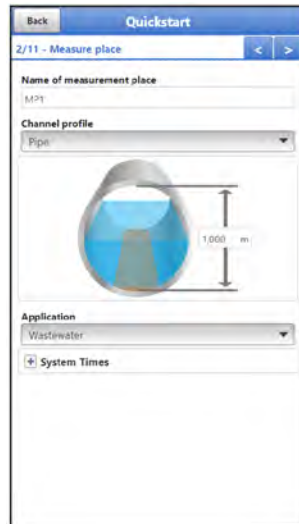 Back
Quickstart
2/11 - Measure place
< >
Name of measurement place
MP1
Channel profile
Pipe
1,000 m
Application
Wastewater
+ System Times